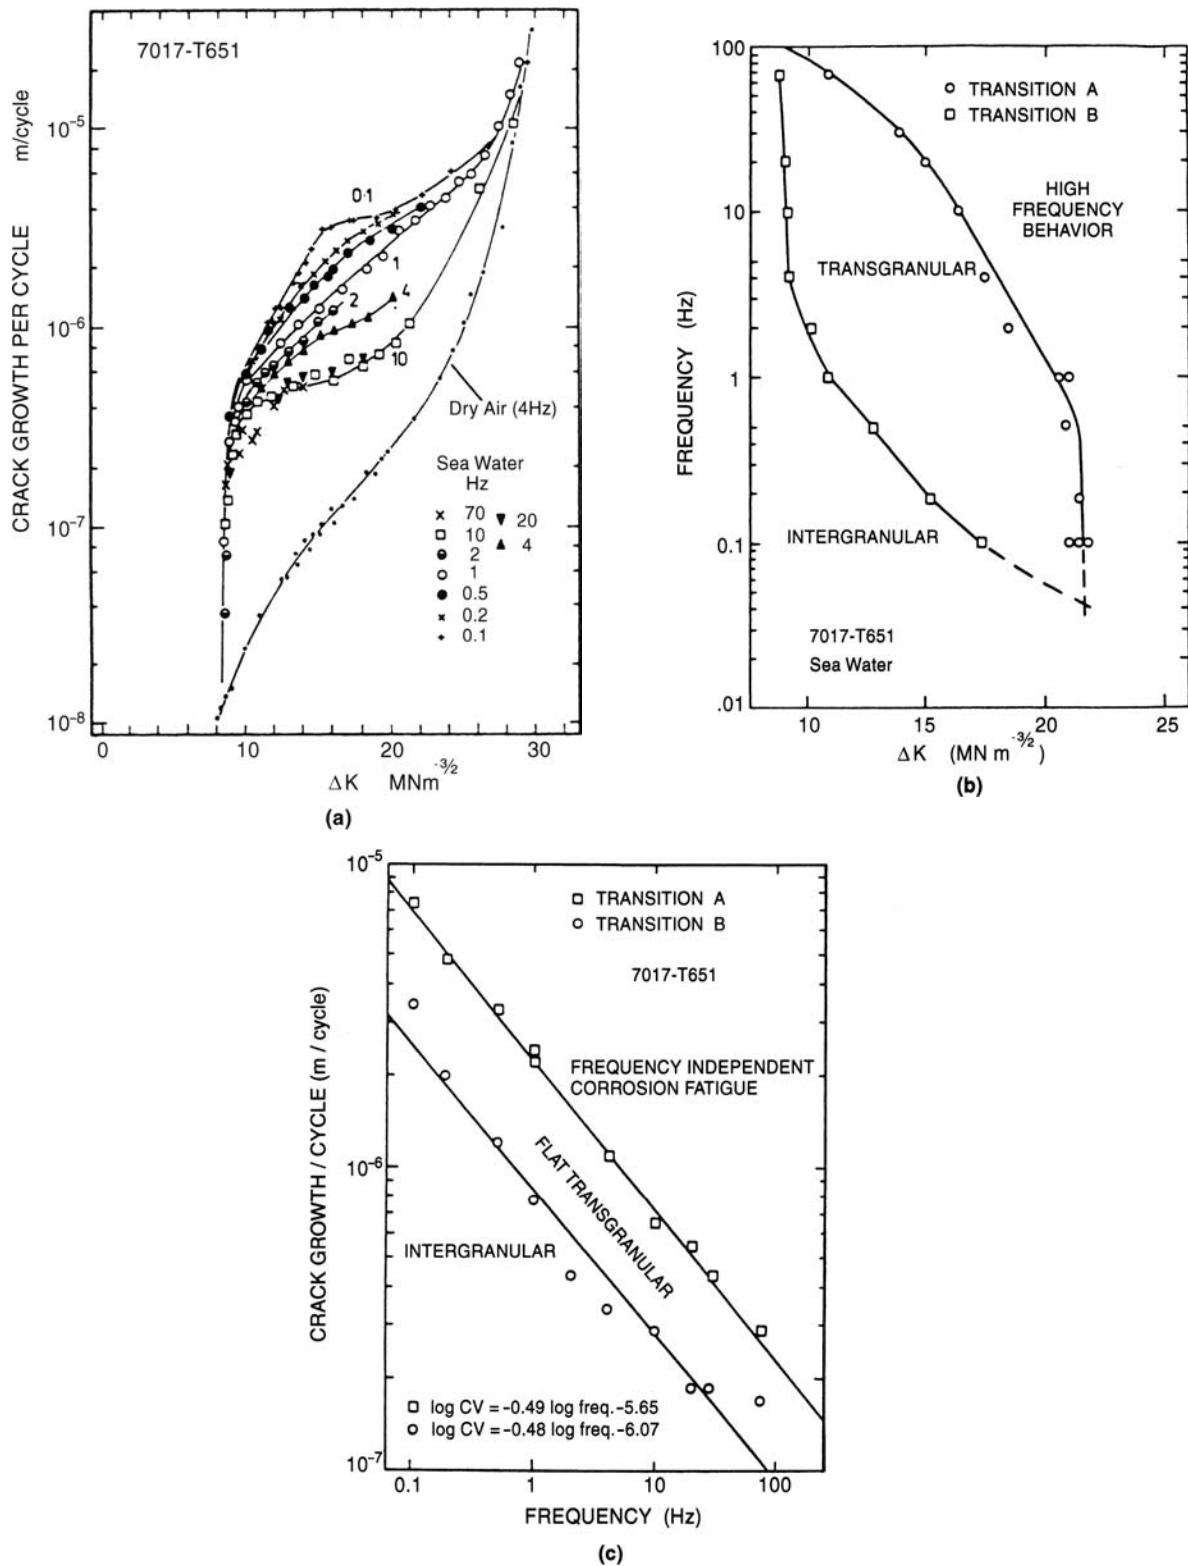 7017-T651
CRACK GROWTH PER CYCLE m/cycle
10⁻⁵
10⁻⁶
10⁻⁷
10⁻⁸
0·1
1
2
4
10
Dry Air (4Hz)
Sea Water
Hz
70 20
10 4
2
1
0.5
0.2
0.1
0 10 20 30
ΔK MNm⁻³⁄²
(a)
100
10
1
0.1
.01
FREQUENCY (Hz)
TRANSITION A
TRANSITION B
HIGH
FREQUENCY
BEHAVIOR
TRANSGRANULAR
INTERGRANULAR
7017-T651
Sea Water
10 15 20 25
ΔK (MN m⁻³⁄²)
(b)
10⁻⁵
10⁻⁶
10⁻⁷
CRACK GROWTH / CYCLE (m / cycle)
TRANSITION A
TRANSITION B
7017-T651
FREQUENCY INDEPENDENT
CORROSION FATIGUE
FLAT TRANSGRANULAR
INTERGRANULAR
log CV = -0.49 log freq.-5.65
log CV = -0.48 log freq.-6.07
0.1 1 10 100
FREQUENCY (Hz)
(c)